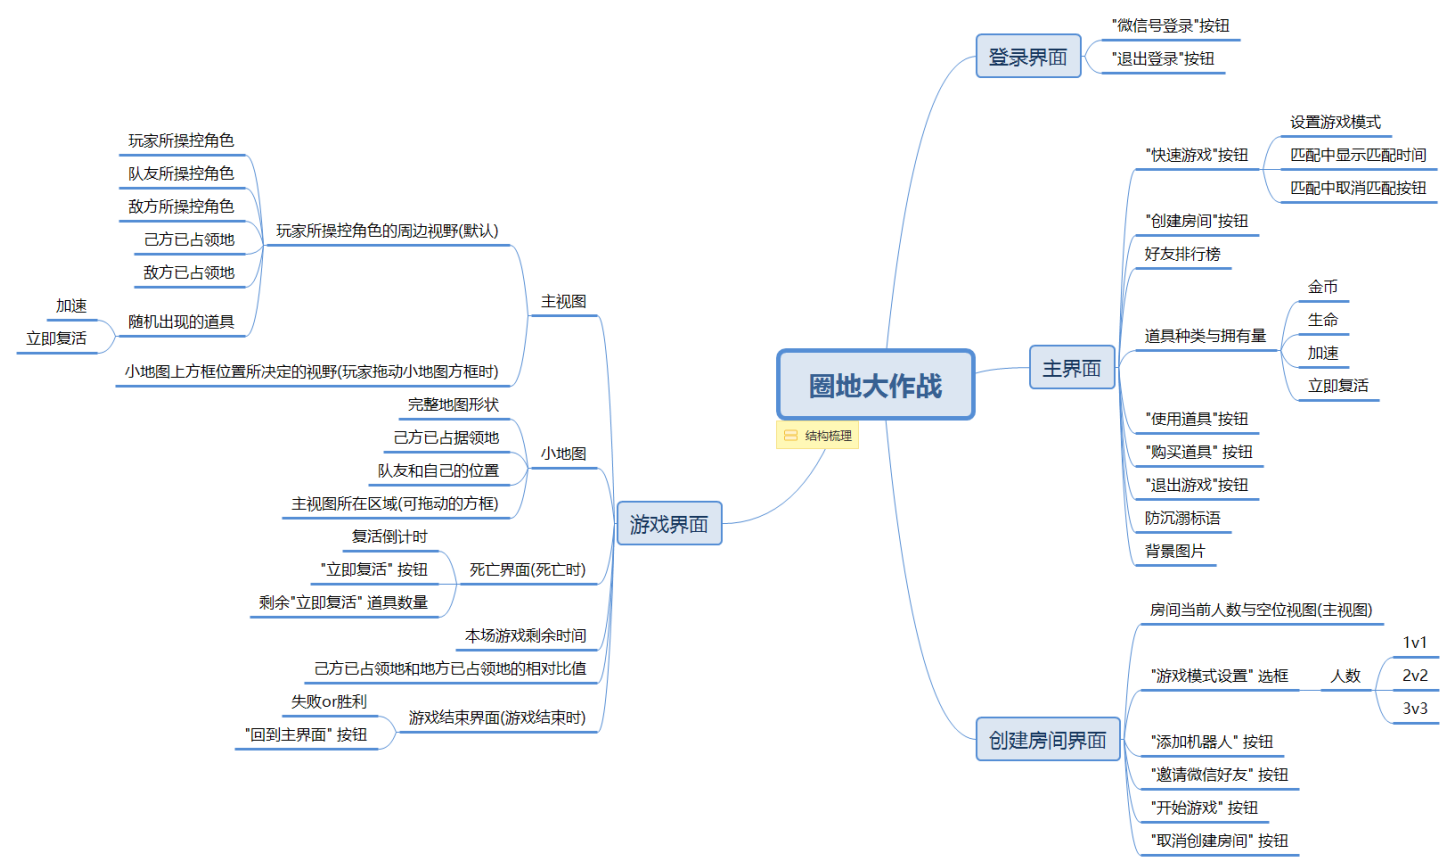 圈地大作战
结构梳理
登录界面
"微信号登录"按钮
"退出登录"按钮
主界面
"快速游戏"按钮
设置游戏模式
匹配中显示匹配时间
匹配中取消匹配按钮
"创建房间"按钮
好友排行榜
道具种类与拥有量
金币
生命
加速
立即复活
"使用道具"按钮
"购买道具" 按钮
"退出游戏"按钮
防沉溺标语
背景图片
创建房间界面
房间当前人数与空位视图(主视图)
"游戏模式设置" 选框
人数
1v1
2v2
3v3
"添加机器人" 按钮
"邀请微信好友" 按钮
"开始游戏" 按钮
"取消创建房间" 按钮
游戏界面
主视图
玩家所操控角色的周边视野(默认)
玩家所操控角色
队友所操控角色
敌方所操控角色
己方已占领地
敌方已占领地
随机出现的道具
加速
立即复活
小地图上方框位置所决定的视野(玩家拖动小地图方框时)
小地图
完整地图形状
己方已占据领地
队友和自己的位置
主视图所在区域(可拖动的方框)
死亡界面(死亡时)
复活倒计时
"立即复活" 按钮
剩余"立即复活" 道具数量
本场游戏剩余时间
己方已占领地和地方已占领地的相对比值
游戏结束界面(游戏结束时)
失败or胜利
"回到主界面" 按钮